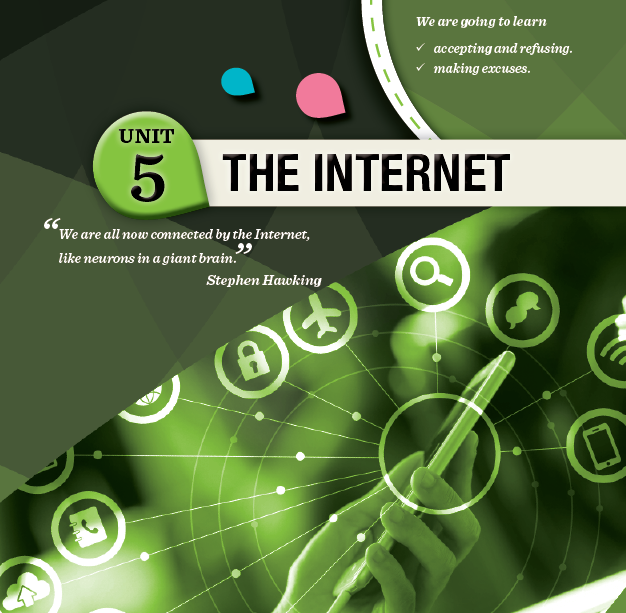 We are going to learn
✓ accepting and refusing.
✓ making excuses.
UNIT
5
THE INTERNET
“We are all now connected by the Internet,
like neurons in a giant brain.”
Stephen Hawking